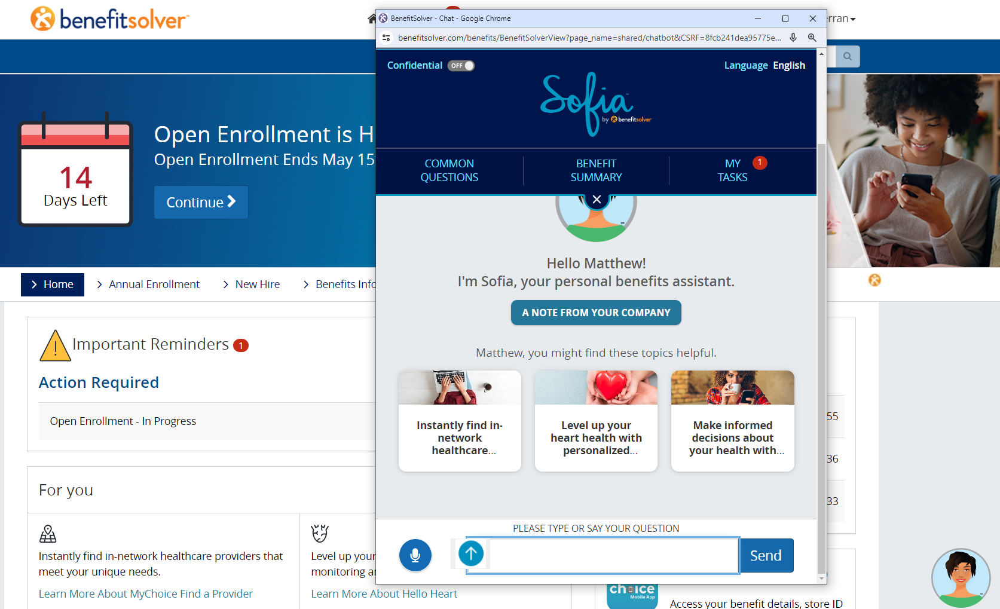 benefitsolver
rran
BenefitSolver - Chat - Google Chrome
benefitsolver.com/benefits/BenefitSolverView?page_name=shared/chatbot&CSRF=8fcb241dea95775e...
Confidential OFF
Language English
Sofia
by benefitsolver
14
Days Left
Open Enrollment is H
Open Enrollment Ends May 15
Continue
COMMON
QUESTIONS
BENEFIT
SUMMARY
MY
TASKS
1
Hello Matthew!
I'm Sofia, your personal benefits assistant.
A NOTE FROM YOUR COMPANY
Matthew, you might find these topics helpful.
Instantly find in-
network
healthcare...
Level up your
heart health with
personalized...
Make informed
decisions about
your health with...
PLEASE TYPE OR SAY YOUR QUESTION
Send
Home
Annual Enrollment
New Hire
Benefits Info
Important Reminders 1
Action Required
Open Enrollment - In Progress
55
36
33
For you
Instantly find in-network healthcare providers that
meet your unique needs.
Learn More About MyChoice Find a Provider
Level up your
monitoring a
Learn More About Hello Heart
choice
Mobile App
Access your benefit details, store ID